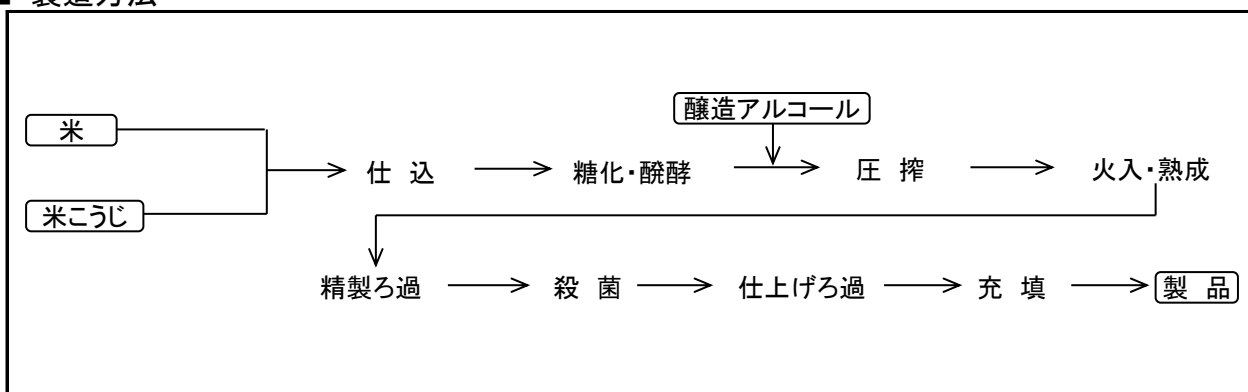 ■ 製造方法
醸造アルコール
米
仕 込
糖化・醗酵
圧 搾
火入・熟成
米こうじ
精製ろ過
殺 菌
仕上げろ過
充 填
製 品